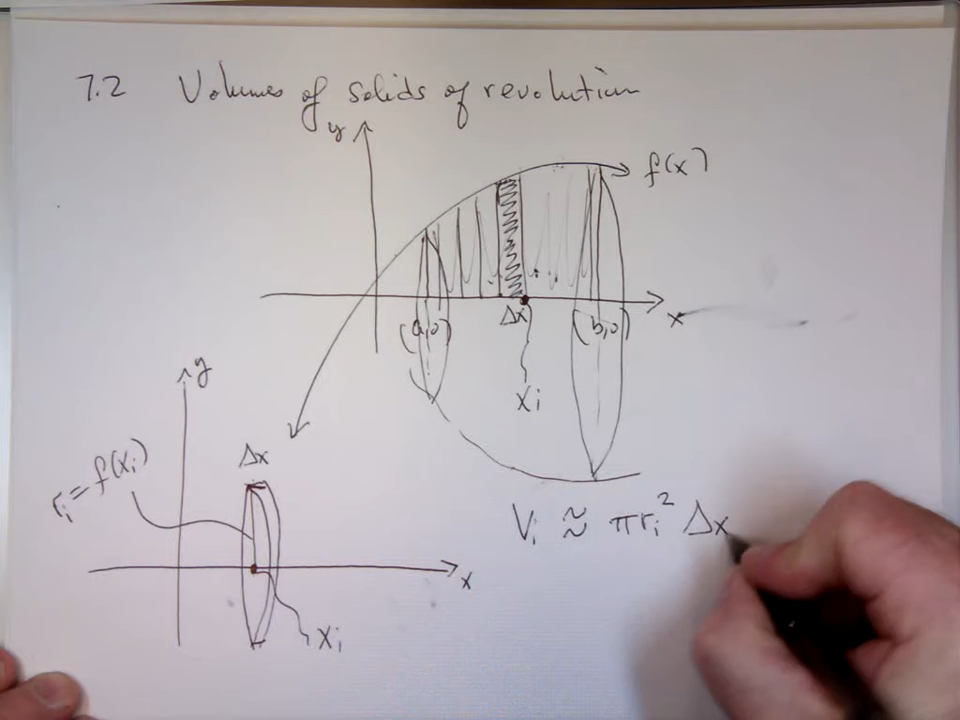 7.2 Volumes of solids of revolution
y
f(x)
Δx
x
(a,0)
(b,0)
xi
y
Δx
ri = f(xi)
Vi ≈ πri² Δx
x
xi